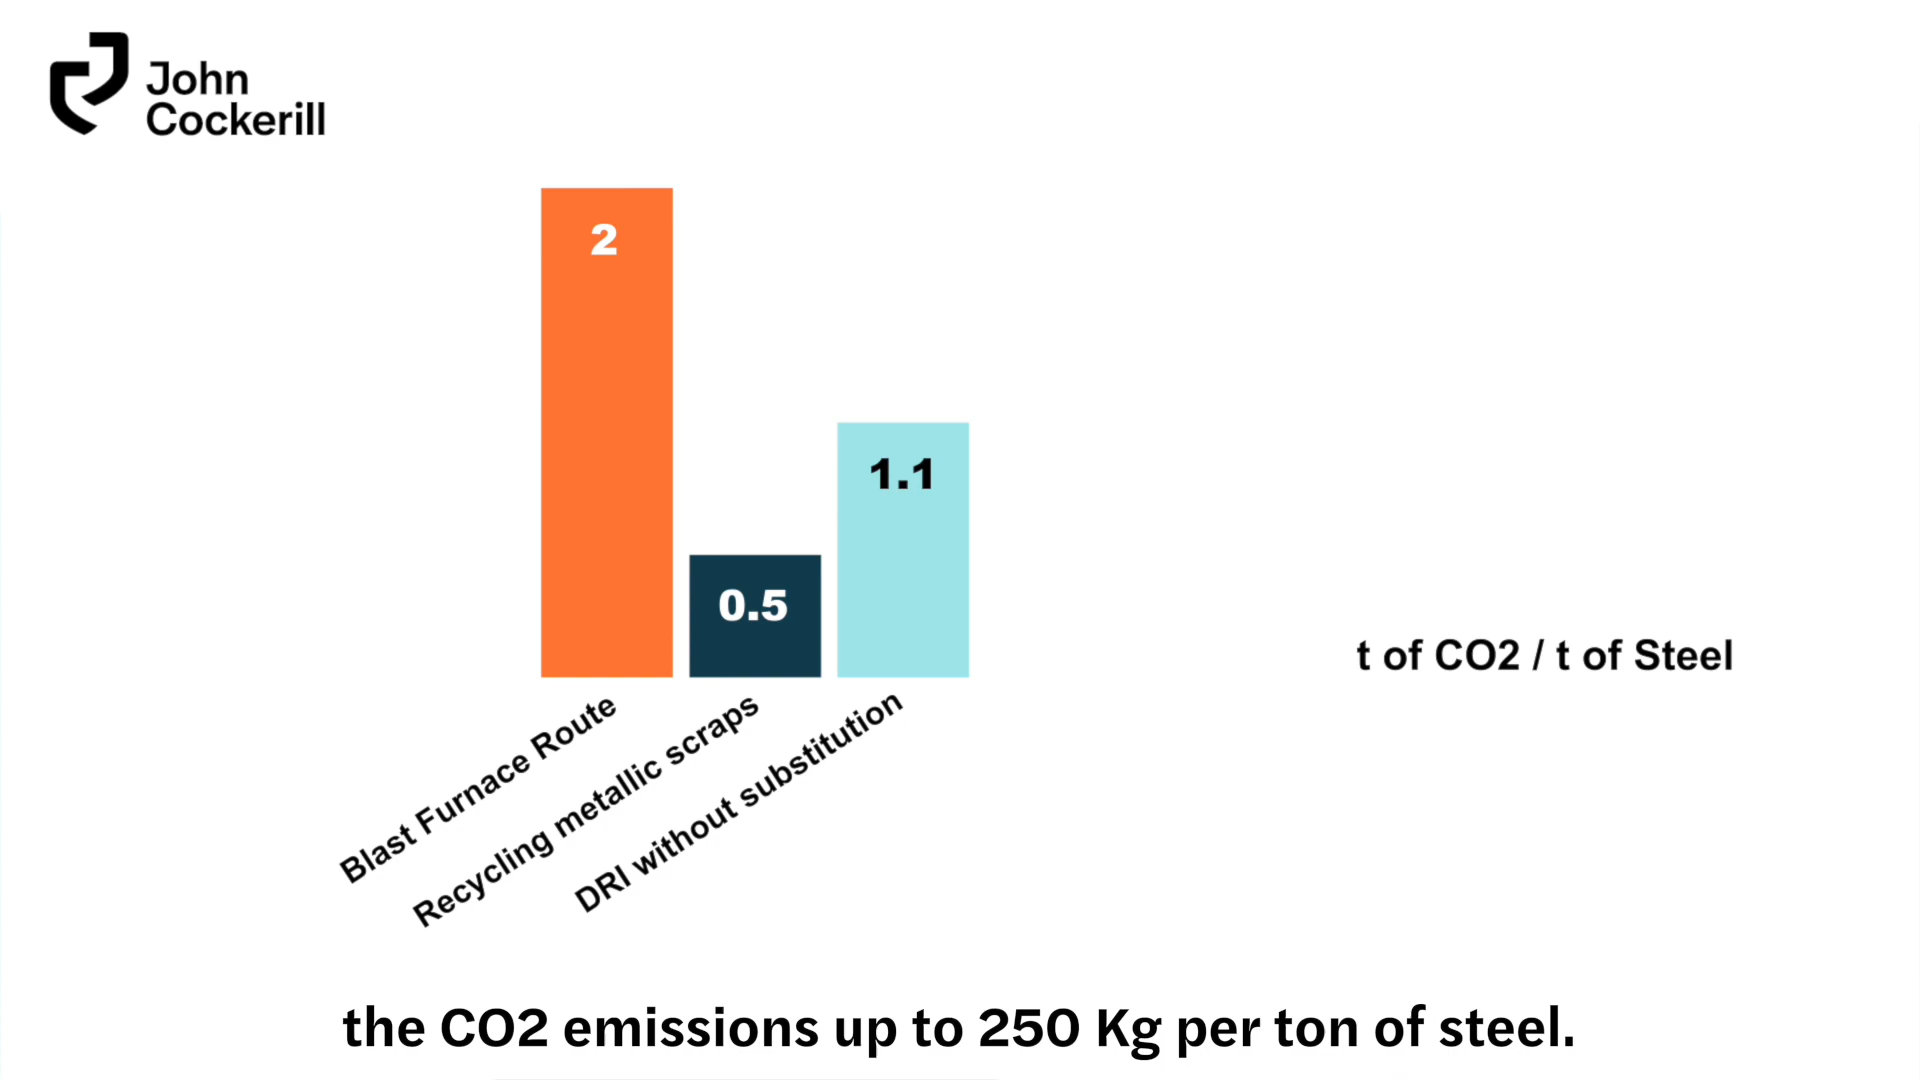 John
Cockerill
2
0.5
1.1
t of CO2 / t of Steel
Blast Furnace Route
Recycling metallic scraps
DRI without substitution
the CO2 emissions up to 250 Kg per ton of steel.